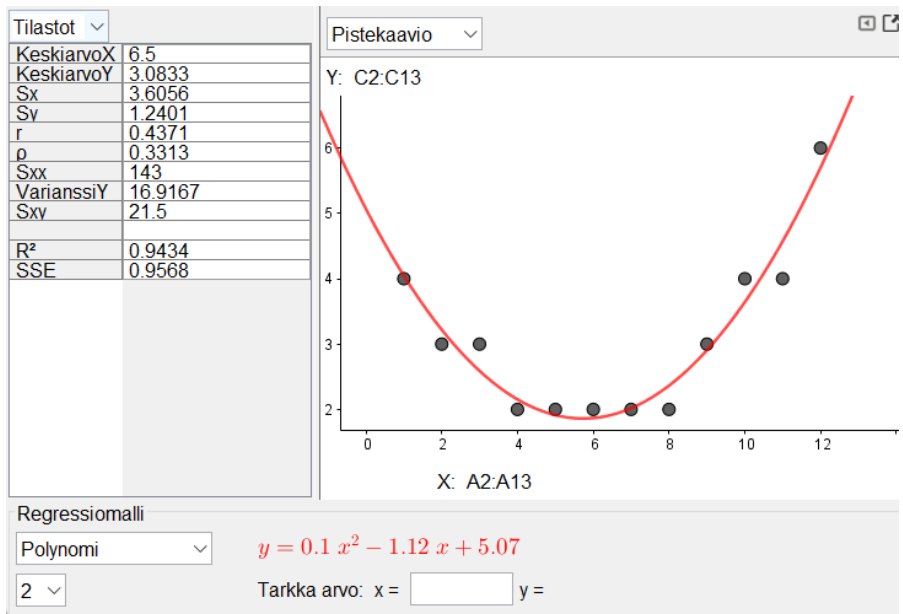 Tilastot
KeskiarvoX 6.5
KeskiarvoY 3.0833
Sx 3.6056
Sy 1.2401
r 0.4371
ρ 0.3313
Sxx 143
VarianssiY 16.9167
Sxy 21.5
R² 0.9434
SSE 0.9568
Pistekaavio
Y: C2:C13
6
5
4
3
2
0 2 4 6 8 10 12
X: A2:A13
Regressiomalli
Polynomi
y = 0.1 x² − 1.12 x + 5.07
2
Tarkka arvo: x = y =